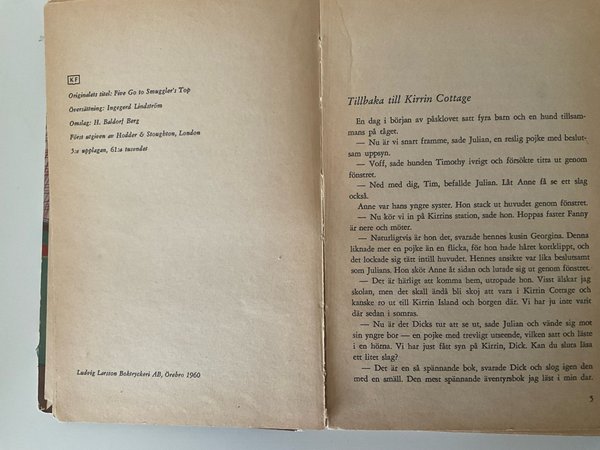 KF
Originalets titel: Five Go to Smuggler's Top
Översättning: Ingegerd Lindström
Omslag: H. Baldorf Berg
Först utgiven av Hodder & Stoughton, London
5:e upplagan, 61:a tusendet
Ludvig Larsson Boktryckeri AB, Örebro 1960
Tillbaka till Kirrin Cottage
En dag i början av påsklovet satt fyra barn och en hund tillsam-
mans på tåget.
— Nu är vi snart framme, sade Julian, en reslig pojke med beslut-
sam uppsyn.
— Voff, sade hunden Timothy ivrigt och försökte titta ut genom
fönstret.
— Ned med dig, Tim, befallde Julian. Låt Anne få se ett slag
också.
Anne var hans yngre syster. Hon stack ut huvudet genom fönstret.
— Nu kör vi in på Kirrins station, sade hon. Hoppas faster Fanny
är nere och möter.
— Naturligtvis är hon det, svarade hennes kusin Georgina. Denna
liknade mer en pojke än en flicka, för hon hade håret kortklippt, och
det lockade sig tätt intill huvudet. Hennes ansikte var lika beslutsamt
som Julians. Hon sköt Anne åt sidan och lutade sig ut genom fönstret.
— Det är härligt att komma hem, utropade hon. Visst älskar jag
skolan, men det skall ändå bli skoj att vara i Kirrin Cottage och
kanske ro ut till Kirrin Island och borgen där. Vi har ju inte varit
där sedan i somras.
— Nu är det Dicks tur att se ut, sade Julian och vände sig mot
sin yngre bror — en pojke med trevligt utseende, vilken satt och läste
i en hörna. Vi har just fått syn på Kirrin, Dick. Kan du sluta läsa
ett litet slag?
— Det är en så spännande bok, svarade Dick och slog igen den
med en smäll. Den mest spännande äventyrsbok jag läst i min dar.
5